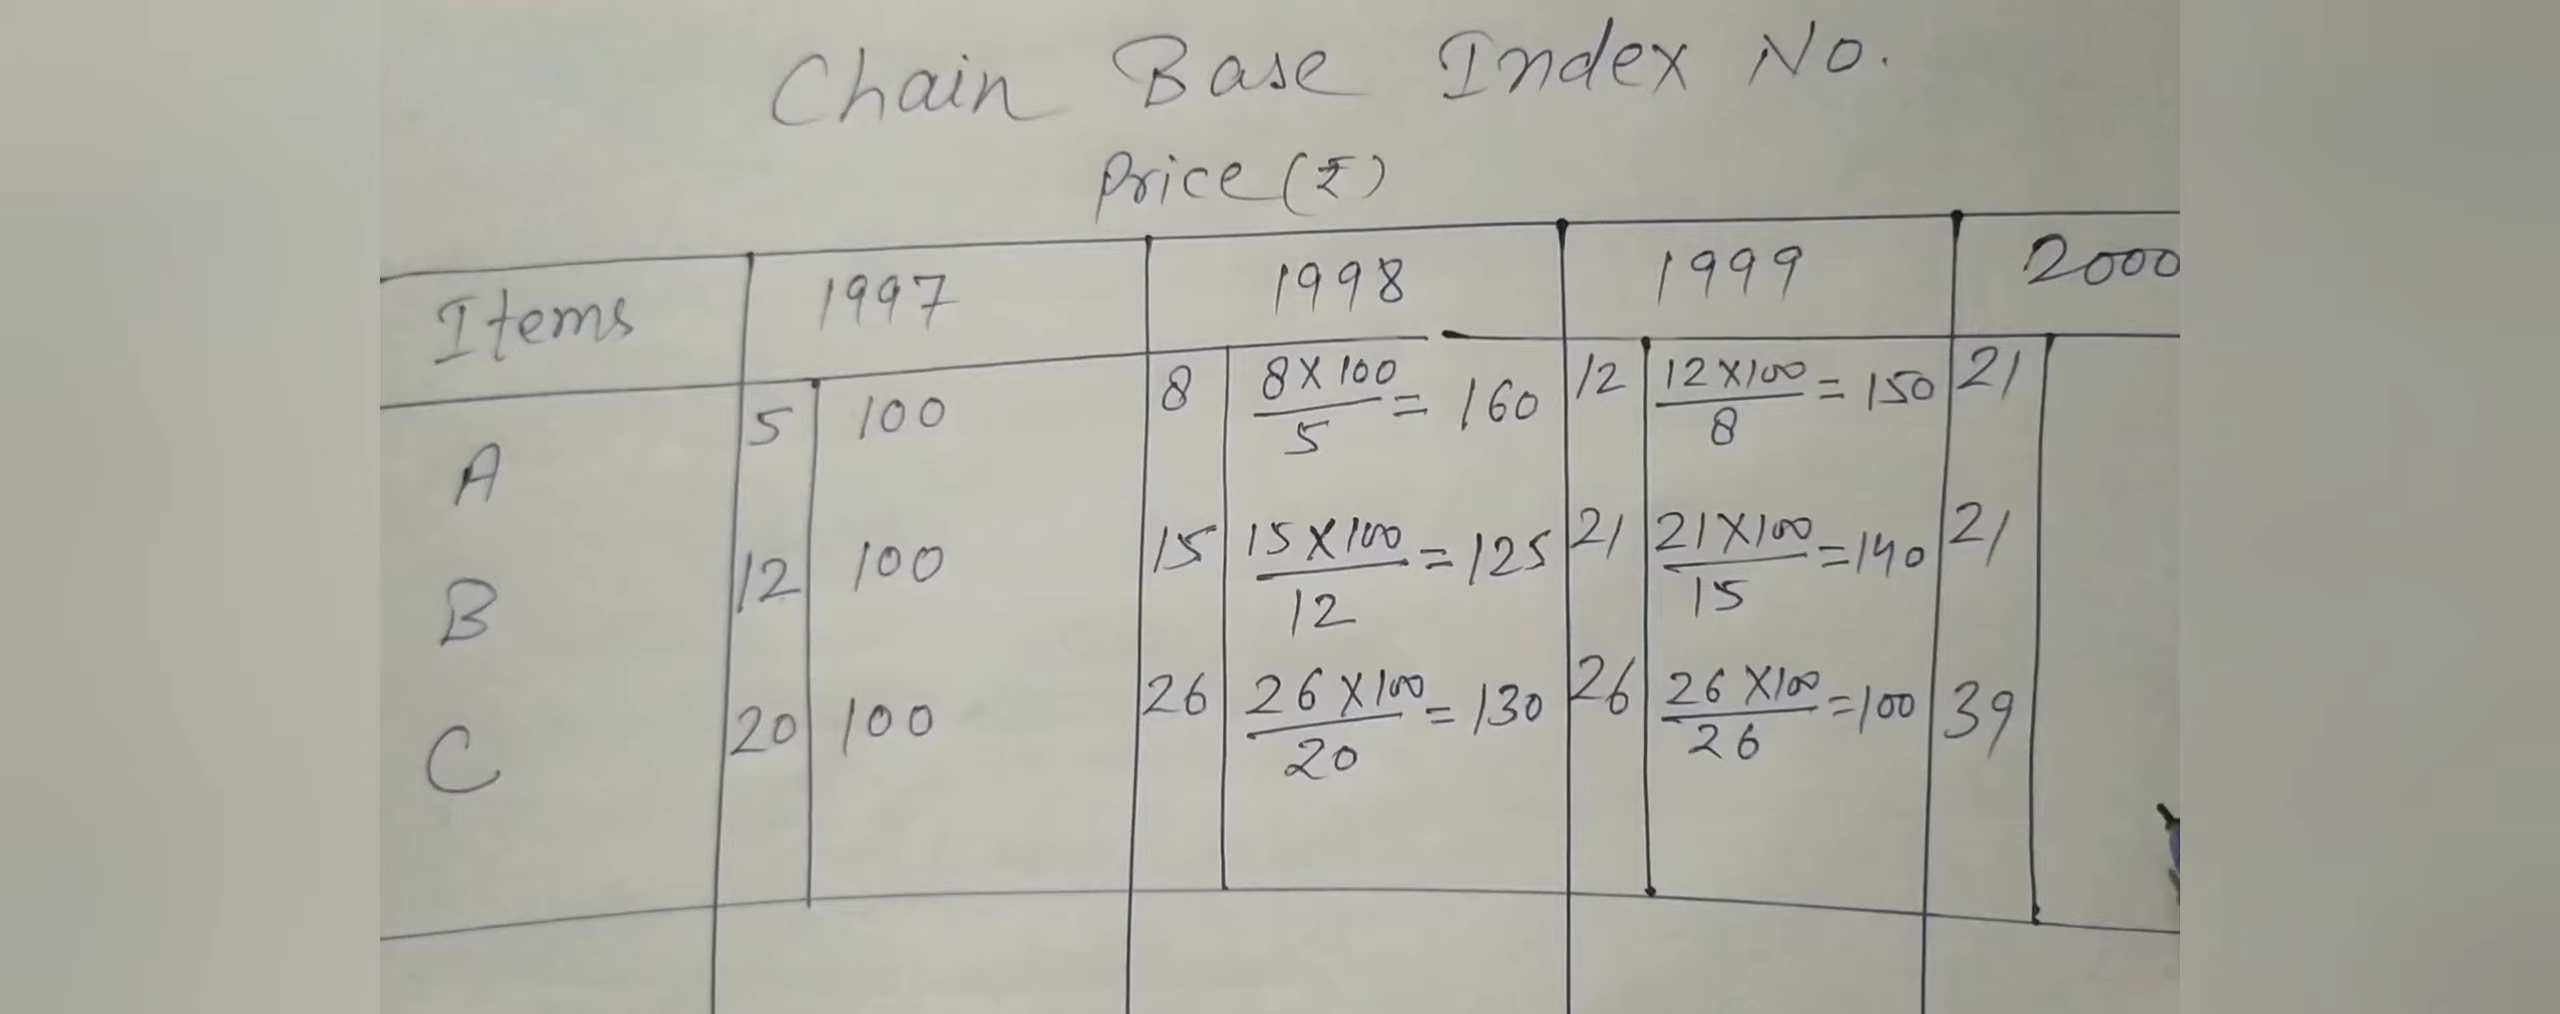 Chain Base Index No.
Price (₹)
Items 1997 1998 1999 2000
A 5 100 8 8 X 100 / 5 = 160 12 12 X 100 / 8 = 150 21
B 12 100 15 15 X 100 / 12 = 125 21 21 X 100 / 15 = 140 21
C 20 100 26 26 X 100 / 20 = 130 26 26 X 100 / 26 = 100 39